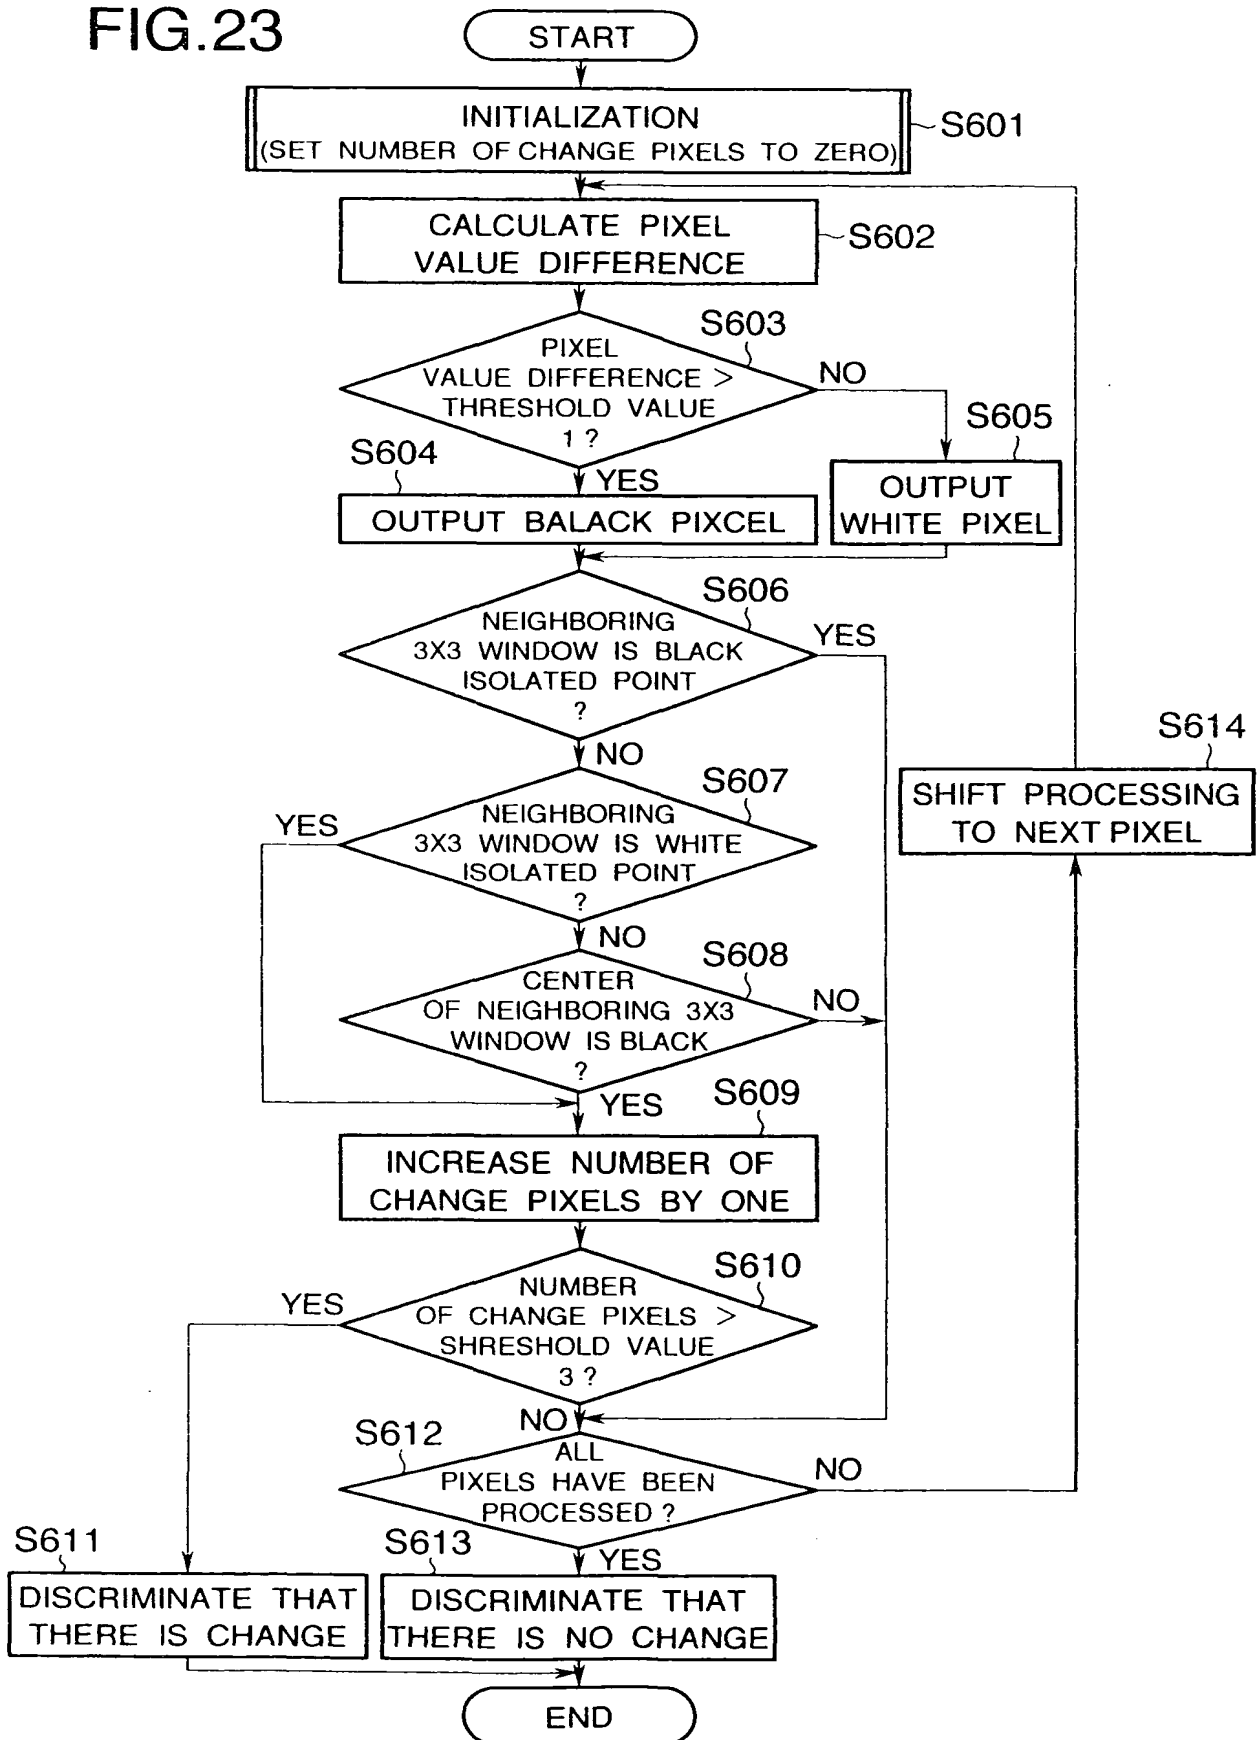 FIG.23
START
INITIALIZATION
(SET NUMBER OF CHANGE PIXELS TO ZERO)
S601
CALCULATE PIXEL
VALUE DIFFERENCE
S602
S603
PIXEL
VALUE DIFFERENCE >
THRESHOLD VALUE
1 ?
NO
YES
S604
OUTPUT BALACK PIXCEL
S605
OUTPUT
WHITE PIXEL
S606
NEIGHBORING
3X3 WINDOW IS BLACK
ISOLATED POINT
?
YES
NO
S607
NEIGHBORING
3X3 WINDOW IS WHITE
ISOLATED POINT
?
YES
NO
S614
SHIFT PROCESSING
TO NEXT PIXEL
S608
CENTER
OF NEIGHBORING 3X3
WINDOW IS BLACK
?
NO
YES
S609
INCREASE NUMBER OF
CHANGE PIXELS BY ONE
S610
NUMBER
OF CHANGE PIXELS >
SHRESHOLD VALUE
3 ?
YES
NO
S612
ALL
PIXELS HAVE BEEN
PROCESSED ?
NO
YES
S611
DISCRIMINATE THAT
THERE IS CHANGE
S613
DISCRIMINATE THAT
THERE IS NO CHANGE
END